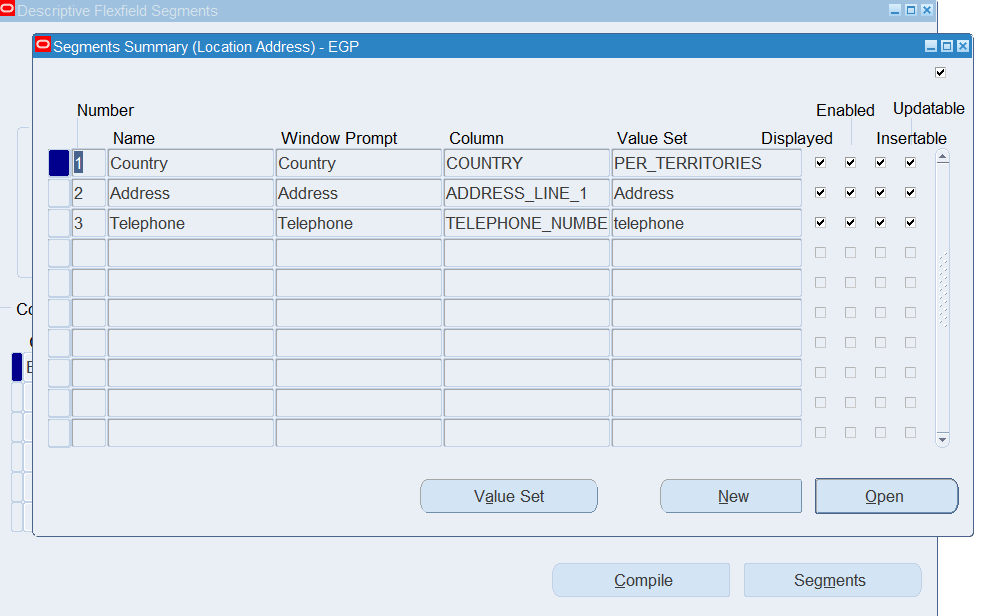 Descriptive Flexfield Segments
Segments Summary (Location Address) - EGP
Number Enabled Updatable
Name Window Prompt Column Value Set Displayed Insertable
1 Country Country COUNTRY PER_TERRITORIES
2 Address Address ADDRESS_LINE_1 Address
3 Telephone Telephone TELEPHONE_NUMBE telephone
Co
Value Set New Open
Compile Segments